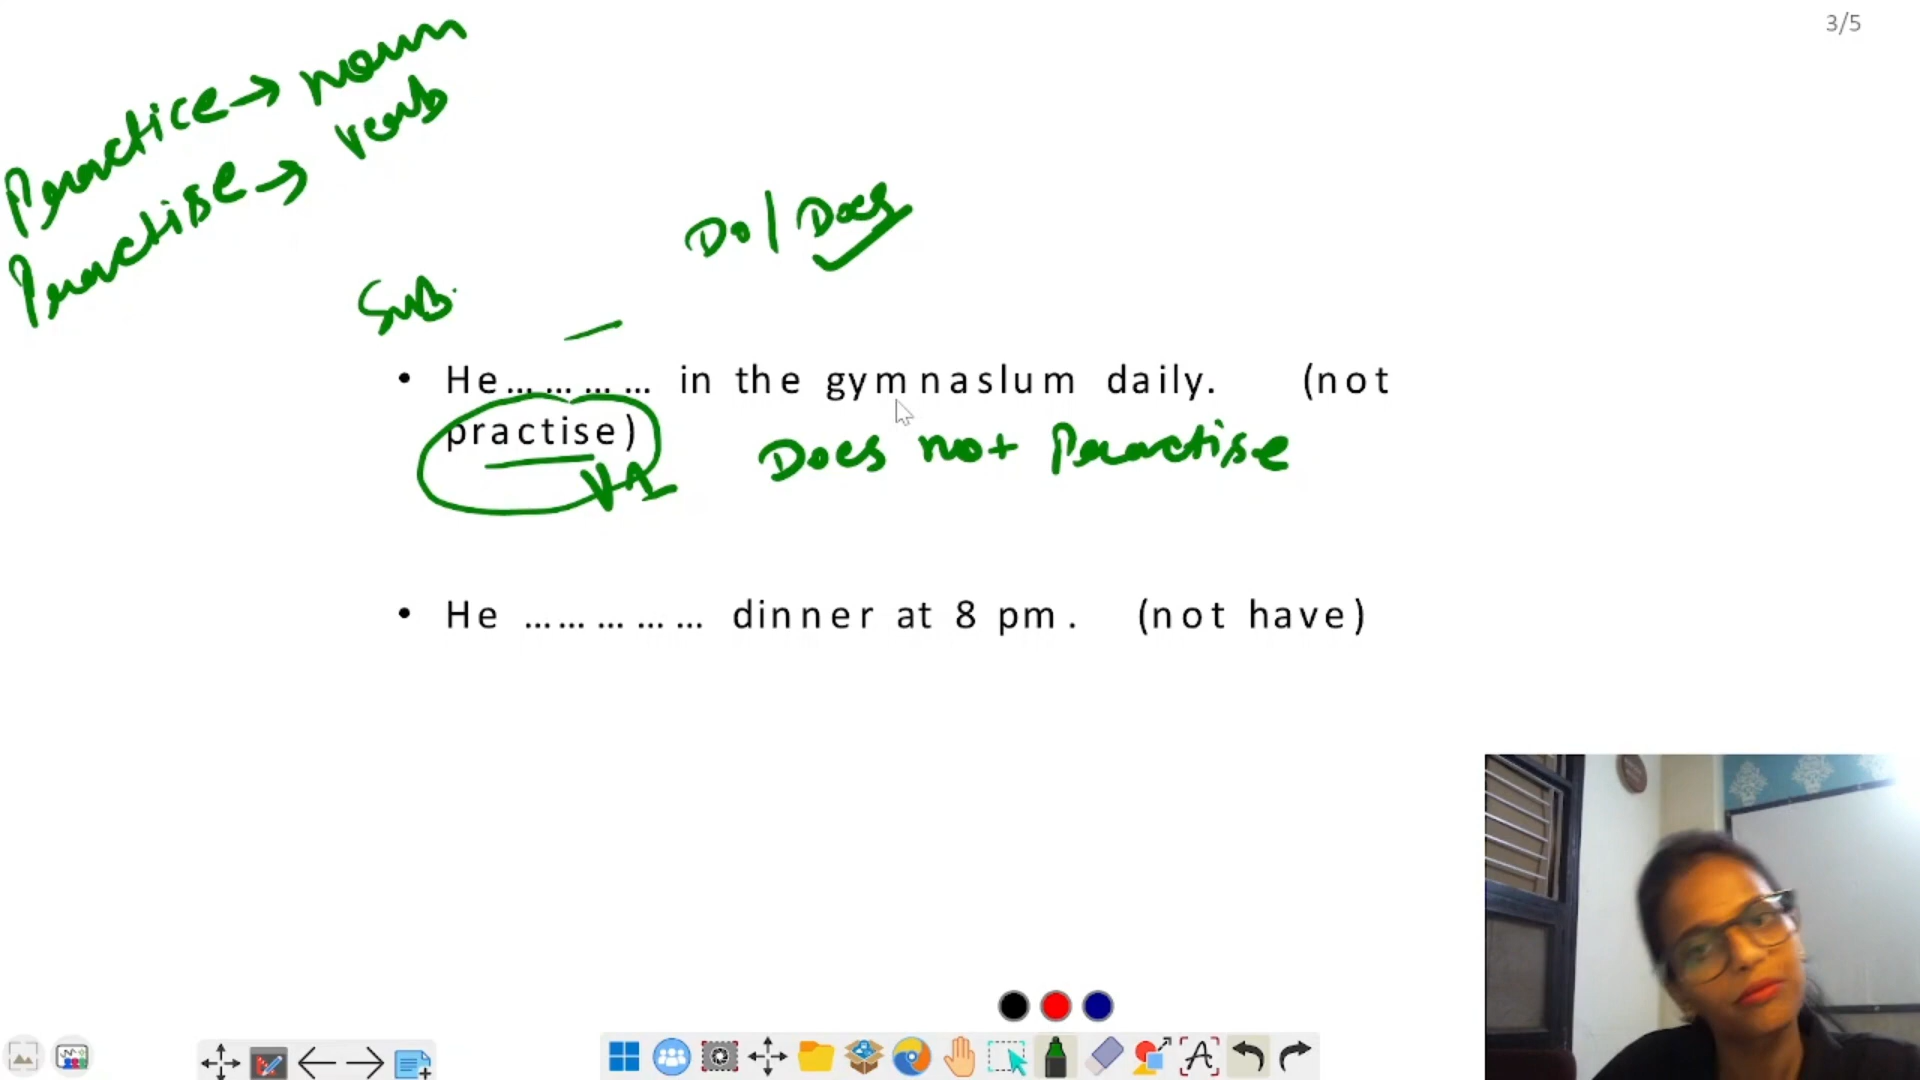 3/5
Practice → noun
Practise → verb
Do/Does
Sub.
• He… … … … in the gymnaslum daily. (not
practise)
V1
Does not Practise
• He …… … … … dinner at 8 pm. (not have)